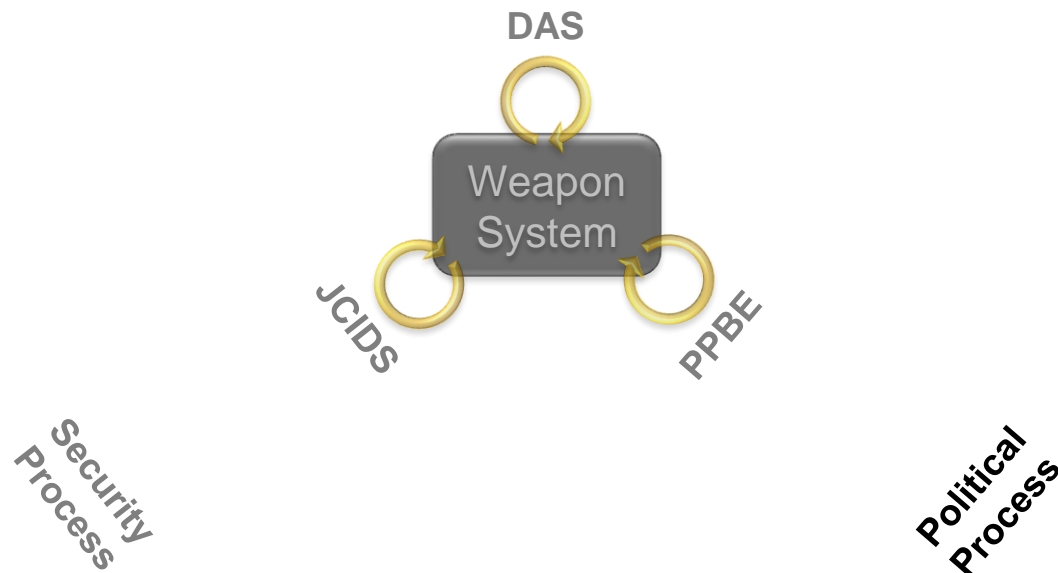 DAS
Weapon
System
JCIDS
PPBE
Security
Process
Political
Process